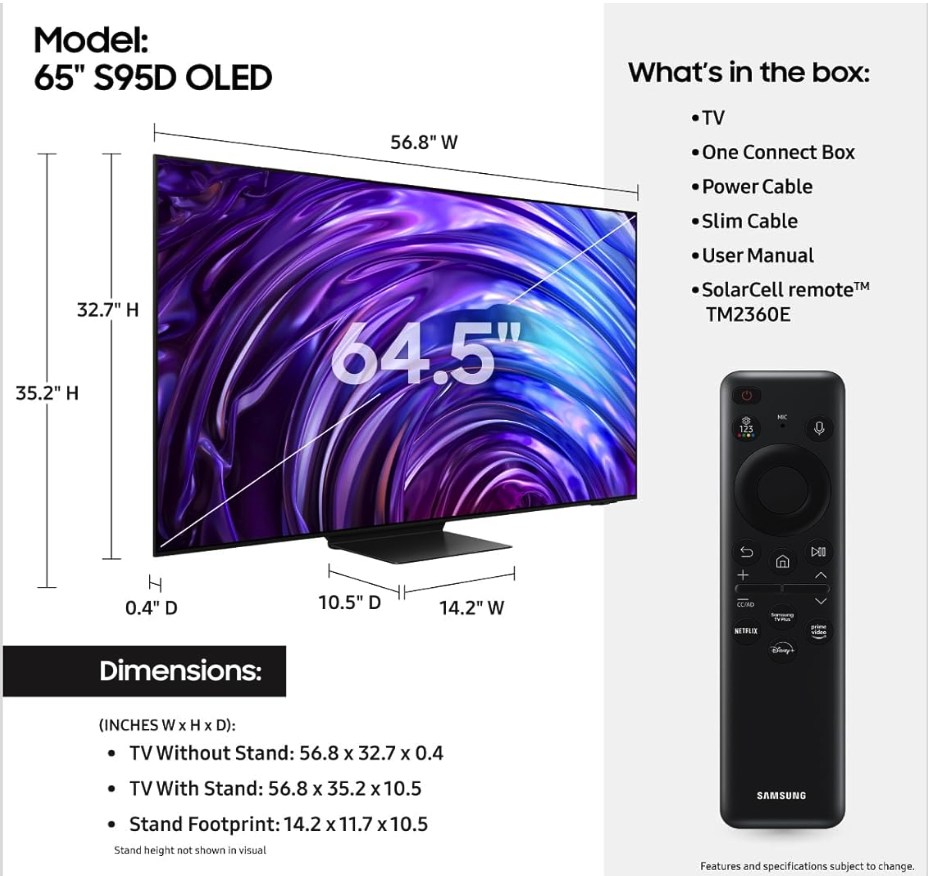 Model:
65" S95D OLED
56.8" W
32.7" H
35.2" H
64.5"
0.4" D
10.5" D
14.2" W
Dimensions:
(INCHES W x H x D):
• TV Without Stand: 56.8 x 32.7 x 0.4
• TV With Stand: 56.8 x 35.2 x 10.5
• Stand Footprint: 14.2 x 11.7 x 10.5
Stand height not shown in visual
What's in the box:
•TV
•One Connect Box
•Power Cable
•Slim Cable
•User Manual
•SolarCell remote™
TM2360E
MIC
123
CC/AD
Samsung
TV Plus
NETFLIX
prime
video
Disney+
SAMSUNG
Features and specifications subject to change.